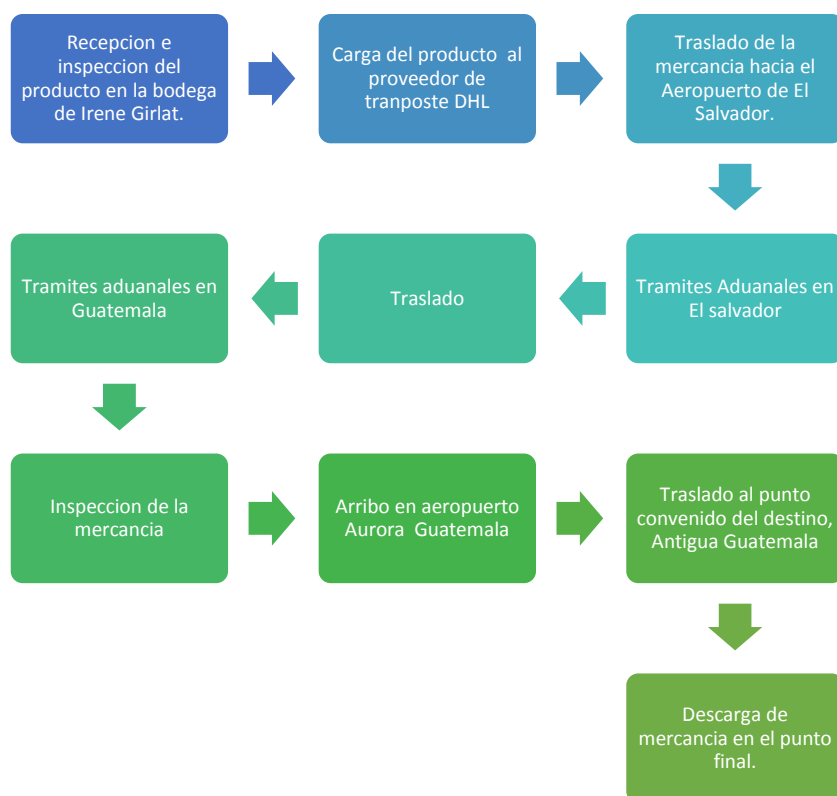 Recepcion e
inspeccion del
producto en la bodega
de Irene Girlat.
Carga del producto al
proveedor de
tranposte DHL
Traslado de la
mercancia hacia el
Aeropuerto de El
Salvador.
Tramites Aduanales en
El salvador
Traslado
Tramites aduanales en
Guatemala
Inspeccion de la
mercancia
Arribo en aeropuerto
Aurora Guatemala
Traslado al punto
convenido del destino,
Antigua Guatemala
Descarga de
mercancia en el punto
final.